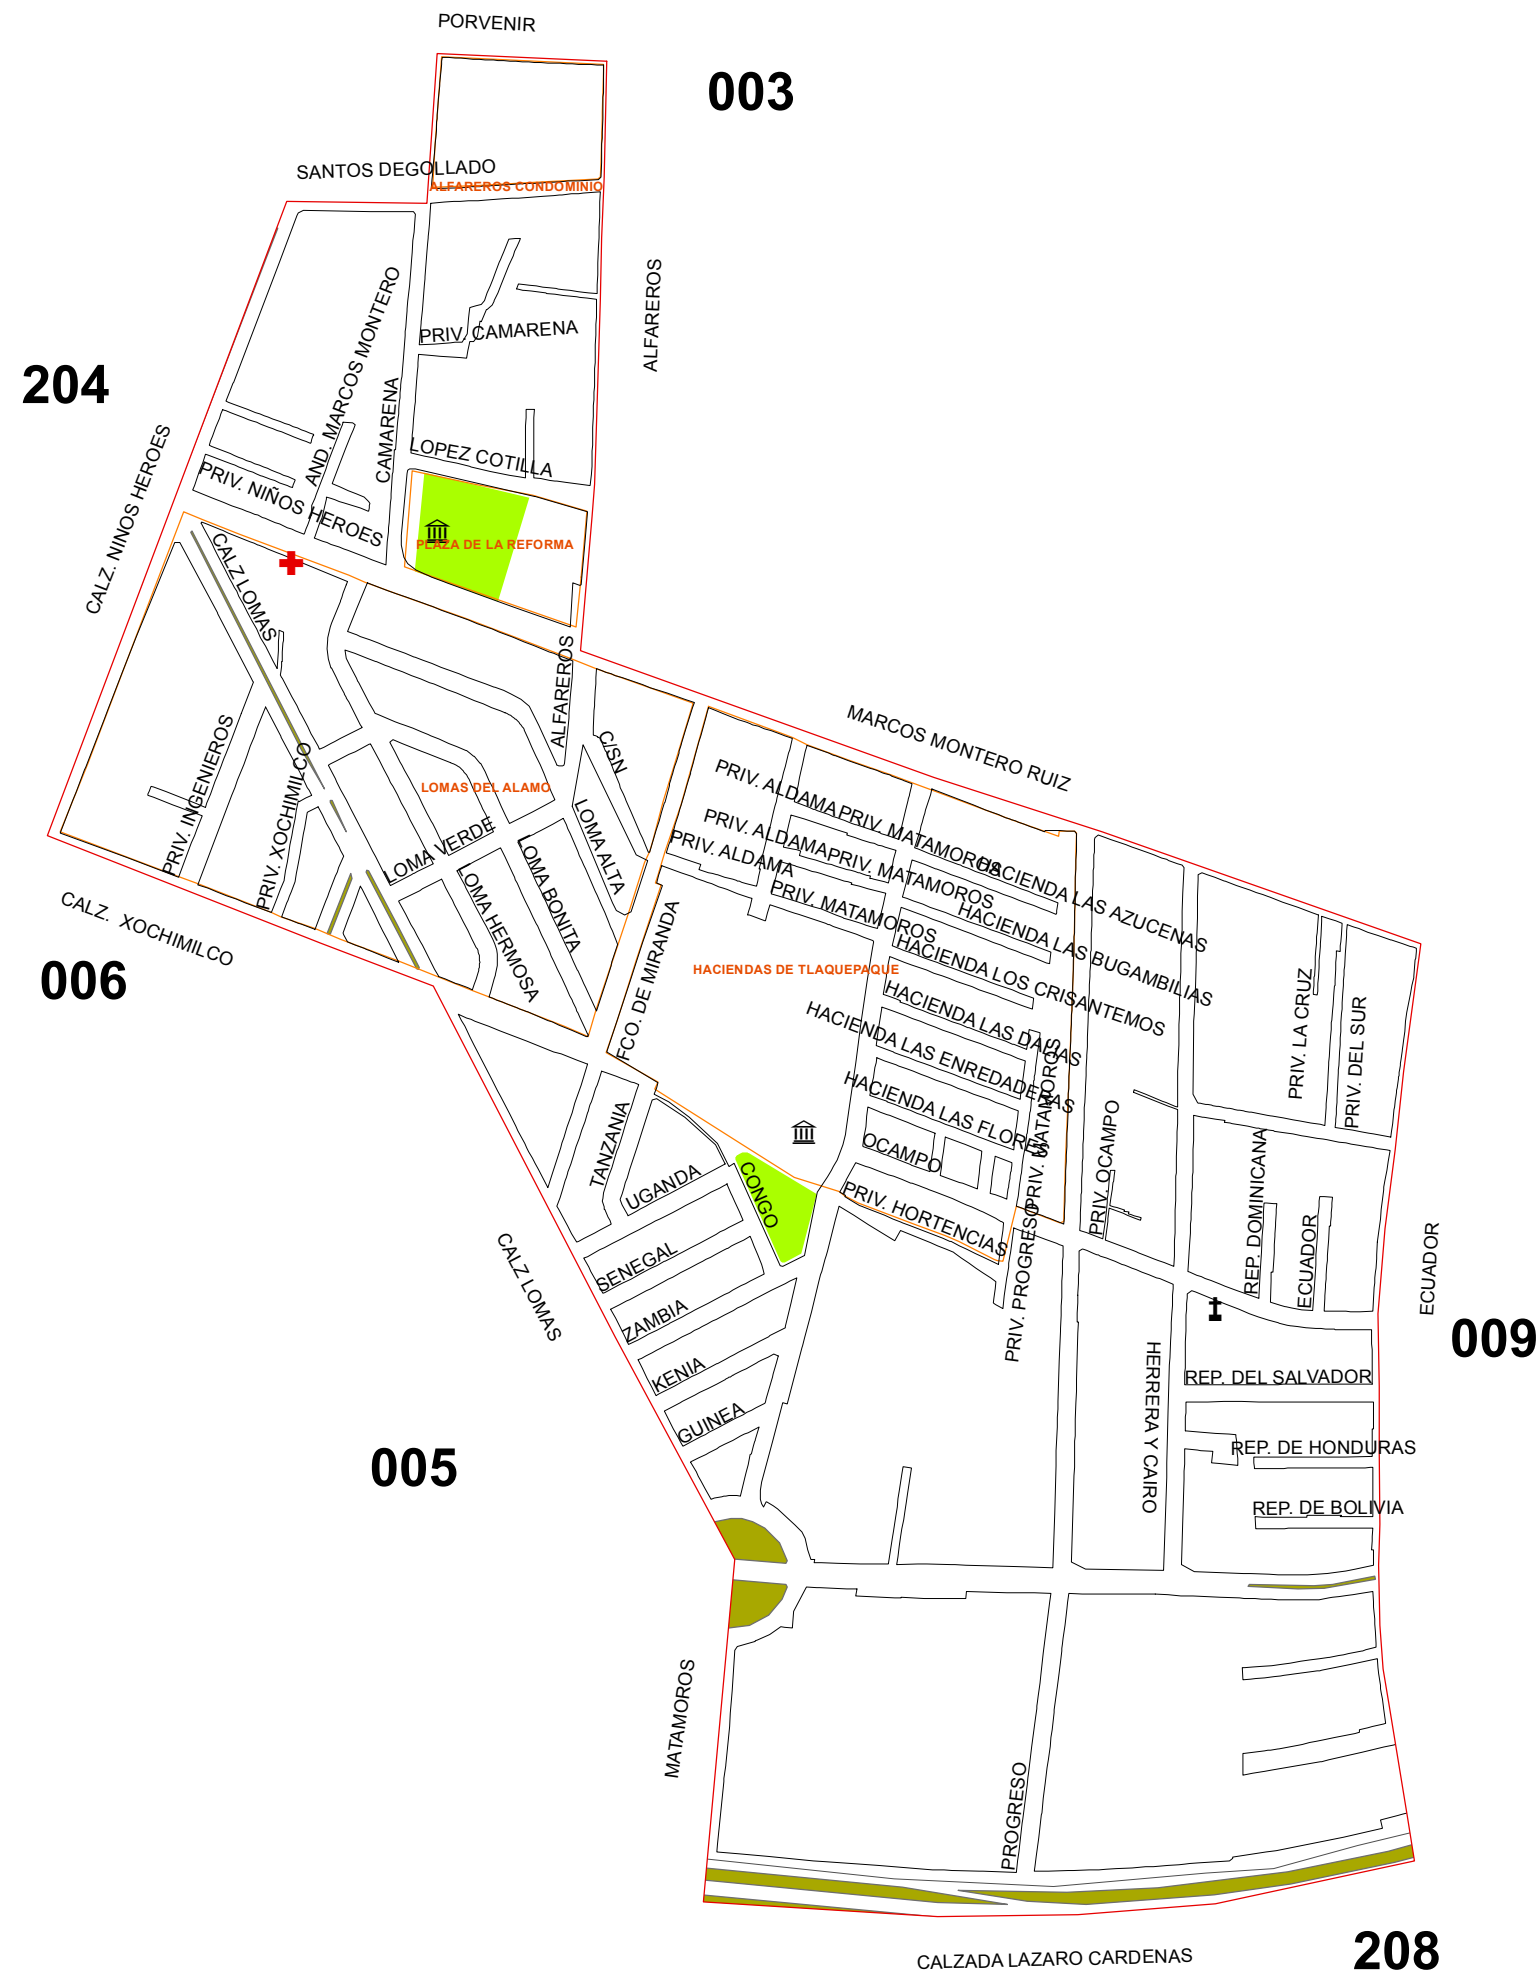 PORVENIR
003
SANTOS DEGOLLADO
ALFAREROS CONDOMINIO
ALFAREROS
AND. MARCOS MONTERO
PRIV. CAMARENA
CAMARENA
204
LOPEZ COTILLA
CALZ. NINOS HEROES
PRIV. NIÑOS HEROES
PLAZA DE LA REFORMA
CALZ LOMAS
ALFAREROS
MARCOS MONTERO RUIZ
PRIV. INGENIEROS
PRIV. XOCHIMILCO
C/SN
LOMAS DEL ALAMO
LOMA VERDE
LOMA ALTA
LOMA BONITA
LOMA HERMOSA
PRIV. ALDAMA
PRIV. MATAMOROS
PRIV. ALDAMA
PRIV. MATAMOROS
PRIV. ALDAMA
PRIV. MATAMOROS
HACIENDA LAS AZUCENAS
HACIENDA LAS BUGAMBILIAS
HACIENDA LOS CRISANTEMOS
HACIENDA LAS DALIAS
HACIENDA LAS ENREDADERAS
HACIENDA LAS FLORES
CALZ. XOCHIMILCO
006
FCO. DE MIRANDA
HACIENDAS DE TLAQUEPAQUE
PRIV. LA CRUZ
PRIV. DEL SUR
PRIV. MATAMOROS
PRIV. OCAMPO
OCAMPO
TANZANIA
UGANDA
CONGO
PRIV. HORTENCIAS
REP. DOMINICANA
ECUADOR
ECUADOR
CALZ LOMAS
SENEGAL
ZAMBIA
KENIA
GUINEA
PRIV. PROGRESO
009
HERRERA Y CAIRO
REP. DEL SALVADOR
REP. DE HONDURAS
REP. DE BOLIVIA
005
MATAMOROS
PROGRESO
CALZADA LAZARO CARDENAS
208